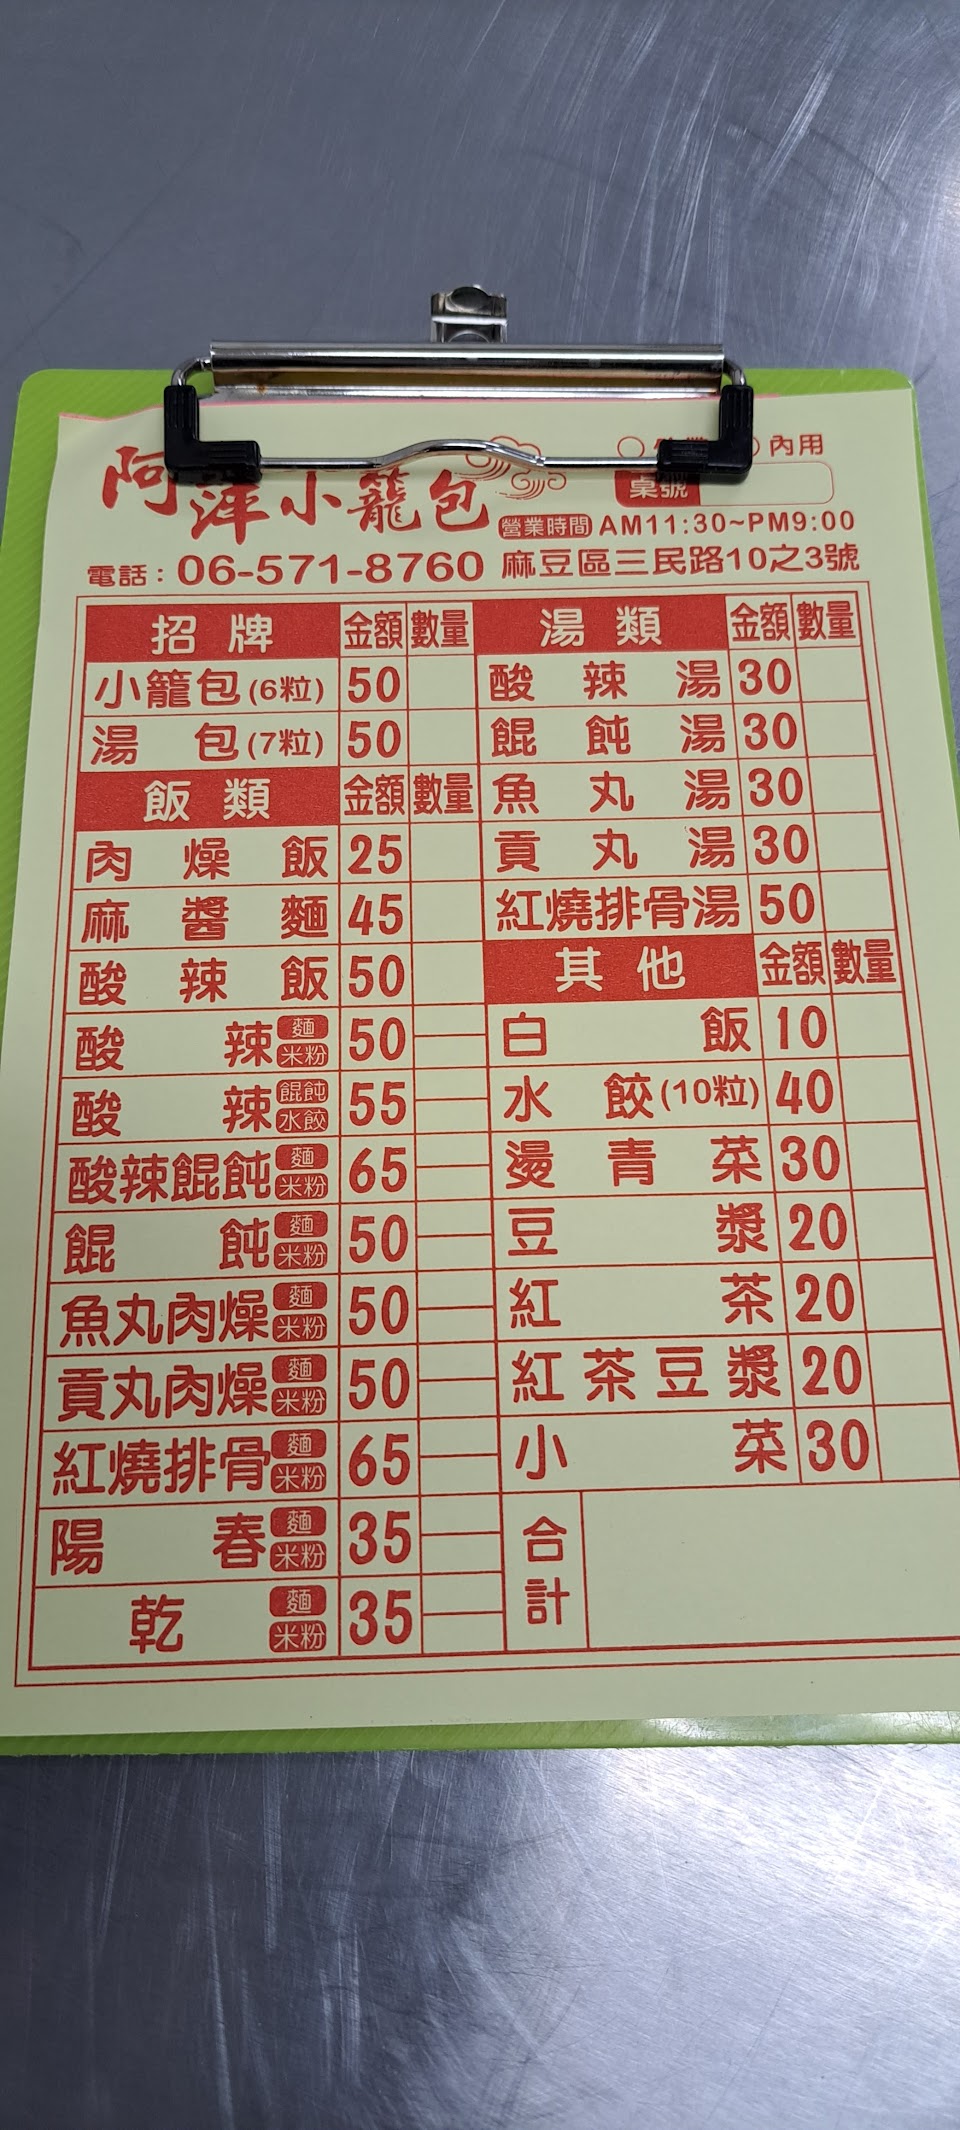 內用
桌號
阿 小籠包
營業時間 AM11:30~PM9:00
電話：06-571-8760 麻豆區三民路10之3號
招牌 金額 數量
小籠包(6粒) 50
湯包(7粒) 50
飯類 金額 數量
肉燥飯 25
麻醬麵 45
酸辣飯 50
酸辣 麵 米粉 50
酸辣 餛飩 水餃 55
酸辣餛飩 麵 米粉 65
餛飩 麵 米粉 50
魚丸肉燥 麵 米粉 50
貢丸肉燥 麵 米粉 50
紅燒排骨 麵 米粉 65
陽春 麵 米粉 35
乾 麵 米粉 35
湯類 金額 數量
酸辣湯 30
餛飩湯 30
魚丸湯 30
貢丸湯 30
紅燒排骨湯 50
其他 金額 數量
白飯 10
水餃(10粒) 40
燙青菜 30
豆漿 20
紅茶 20
紅茶豆漿 20
小菜 30
合計